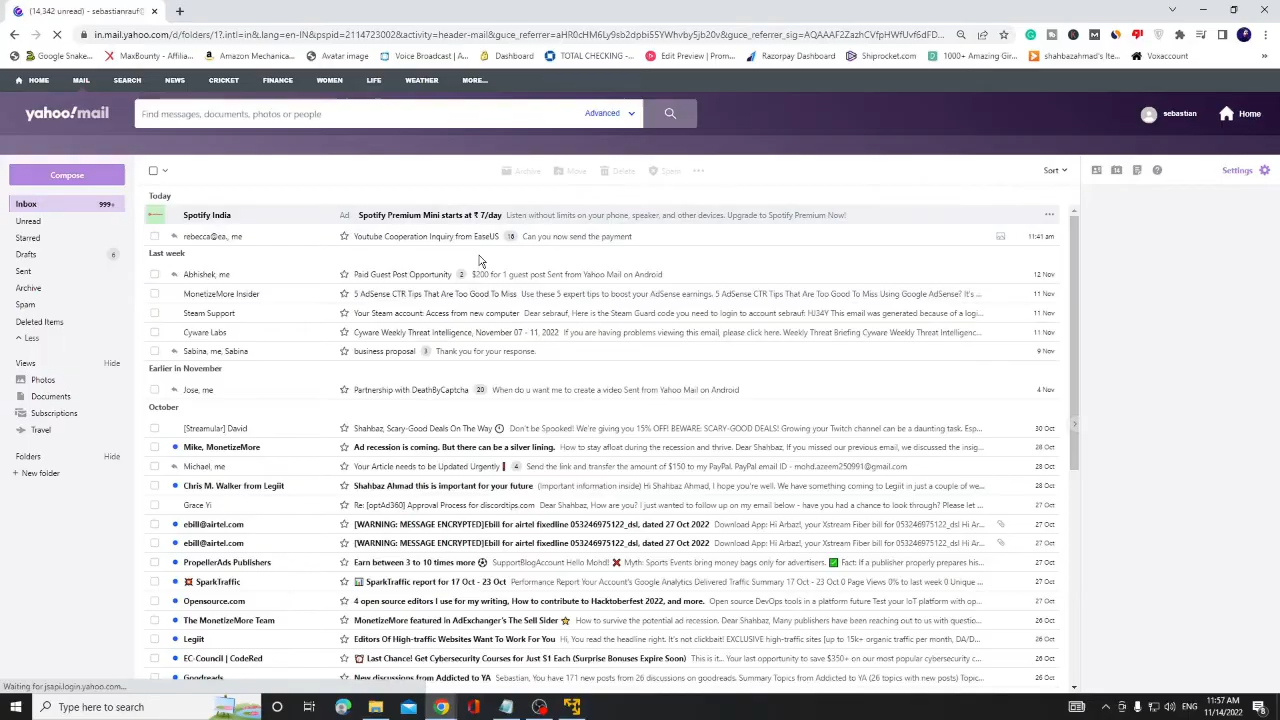 (14,342 unread) - sebastianrauf@
in.mail.yahoo.com/d/folders/1?.intl=in&.lang=en-IN&pspid=2114723002&activity=header-mail&guce_referrer
Google Snake...
MaxBounty - Affiliat...
Amazon Mechanica...
Avatar image
Voice Broadcast(...)
Dashboard
TOTAL CHECKING -...
Edit Preview | Prom...
Razorpay Dashboard
Shiprocket.com
1000+ Amazing Girl...
shahbazahmad's Ite...
Voxaccount
HOME MAIL SEARCH NEWS CRICKET FINANCE WOMEN LIFE WEATHER MORE...
yahoo!mail
Find messages, documents, photos or people
Advanced
sebastian
Home
Compose
Archive Move Delete Spam
Sort
Settings
Inbox 999+
Unread
Starred
Drafts 6
Sent
Archive
Spam
Deleted Items
Less
Views Hide
Photos
Documents
Subscriptions
Travel
Folders Hide
+ New folder
Today
Spotify India Ad Spotify Premium Mini starts at ₹ 7/day Listen without limits on your phone, speaker, and other devices. Upgrade to Spotify Premium Now!
rebecca@ea., me Youtube Cooperation Inquiry from EaseUS 16 Can you now send the payment 11:41 am
Last week
Abhishek, me Paid Guest Post Opportunity 2 $200 for 1 guest post Sent from Yahoo Mail on Android 12 Nov
MonetizeMore Insider 5 AdSense CTR Tips That Are Too Good To Miss Use these 5 expert tips to boost your AdSense earnings. 5 AdSense CTR Tips That Are Too Good To Miss Using Google AdSense? It's ... 11 Nov
Steam Support Your Steam account: Access from new computer Dear sebrauf, Here is the Steam Guard code you need to login to account sebrauf: HJ34Y This email was generated because of a logi... 11 Nov
Cyware Labs Cyware Weekly Threat Intelligence, November 07 - 11, 2022 If you are having problems viewing this email, please click here. Weekly Threat Briefing Cyware Weekly Threat Intelligenc... 11 Nov
Sabina, me, Sabina business proposal 3 Thank you for your response. 9 Nov
Earlier in November
Jose, me Partnership with DeathByCaptcha 20 When do u want me to create a video Sent from Yahoo Mail on Android 4 Nov
October
[Streamular] David Shahbaz, Scary-Good Deals On The Way Don't be Spooked! We're giving you 15% OFF! BEWARE: SCARY-GOOD DEALS! Growing your Twitch channel can be a daunting task. Esp... 30 Oct
Mike, MonetizeMore Ad recession is coming. But there can be a silver lining. How to stay afloat during the recession and thrive. Dear Shahbaz, If you missed our previous email, we discussed the insig... 28 Oct
Michael, me Your Article needs to be Updated Urgently 4 Send the link and transfer the amount of $150 to my PayPal. PayPal email ID - mohd.azeem250991@gmail.com 28 Oct
Chris M. Walker from Legiit Shahbaz Ahmad this is important for your future (important information inside) Hi Shahbaz Ahmad, I hope you're well. We have something coming to Legiit in just a couple of we... 28 Oct
Grace Yi Re: [optAd360] Approval Process for discordtips.com Dear Shahbaz, How are you? I just wanted to follow up on my email below - have you had a chance to look through? Please let ... 27 Oct
ebill@airtel.com [WARNING: MESSAGE ENCRYPTED]Ebill for airtel fixedline 053246975122_dsl, dated 27 Oct 2022 Download App: Hi Arbaz!, your Xstream Fiber bill for 053246975122_dsl Hi Ar... 27 Oct
ebill@airtel.com [WARNING: MESSAGE ENCRYPTED]Ebill for airtel fixedline 053246975122_dsl, dated 27 Oct 2022 Download App: Hi Arbaz!, your Xstream Fiber bill for 053246975122_dsl Hi Ar... 27 Oct
PropellerAds Publishers Earn between 3 to 10 times more SupportBlogAccount Hello Mohd! Myth: Sports Events bring money bags only for advertisers. Fact: If a publisher properly prepares his... 27 Oct
SparkTraffic SparkTraffic report for 17 Oct - 23 Oct Performance Report Your Account's Google Analytics Delivered Traffic Summary 17 Oct - 23 Oct 0 Page Views 0% to last week 0 Unique ... 27 Oct
Opensource.com 4 open source editors I use for my writing, How to contribute to Hacktoberfest 2022, and more. Open source DevOps tools in a platform future Test your IoT platform with op... 27 Oct
The MonetizeMore Team MonetizeMore featured in AdExchanger's The Sell Sider How to survive the potential ad recession. Dear Shahbaz, Many publishers have been reaching out to us with questio... 26 Oct
Legiit Editors Of High-traffic Websites Want To Work For You Hi, You read the headline right. It's not clickbait! EXCLUSIVE high-traffic sites [up to 15k+ organic traffic per month, DA/D... 26 Oct
EC-Council | CodeRed Last Chance! Get Cybersecurity Courses for Just $1 Each (Surprise Bonuses Expire Soon) This is it... Your last opportunity to save $350+ on our most popular cybersecurity c... 26 Oct
Goodreads New discussions from Addicted to YA Sebastian, You have 171 new posts from 26 discussions on goodreads. Summary Topics from Addicted to YA (26 topics with new posts) ... 26 Oct
Waiting for jsapi.login.yahoo.com...
Type here to search
11:57 AM
11/14/2022